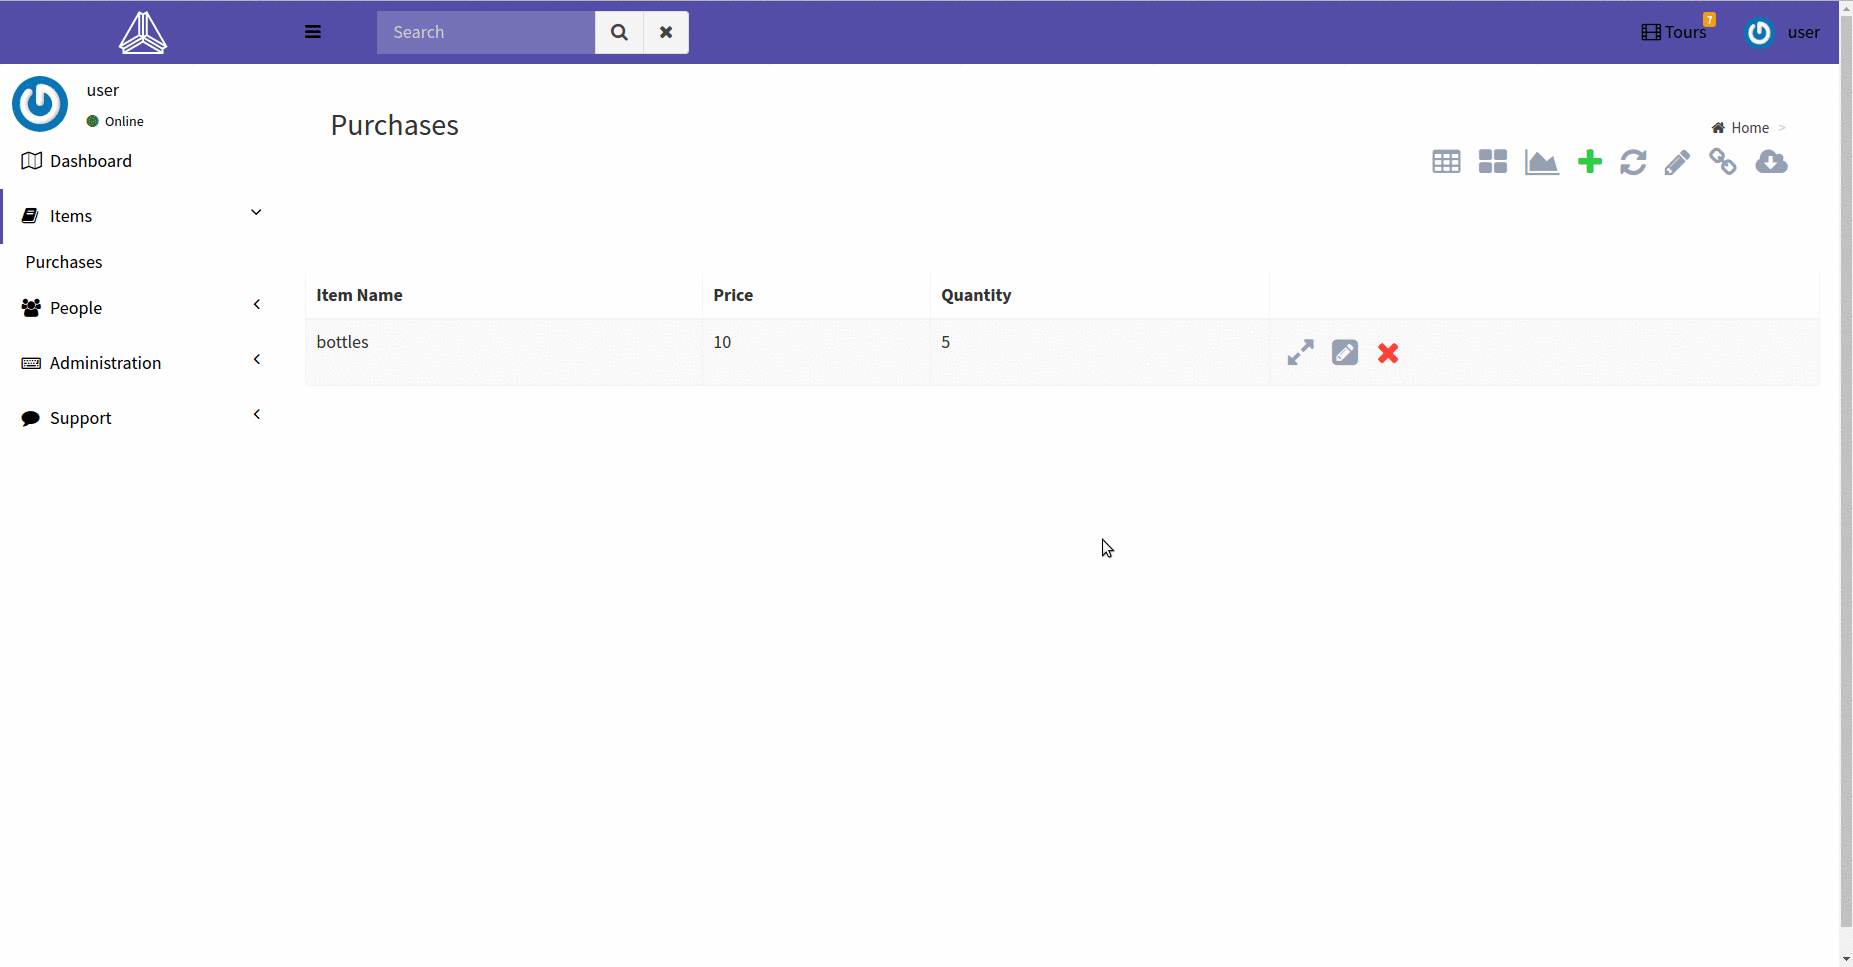 Search
Tours 7
user
user
Online
Dashboard
Items
Purchases
People
Administration
Support
Purchases
Home >
Item Name Price Quantity
bottles 10 5